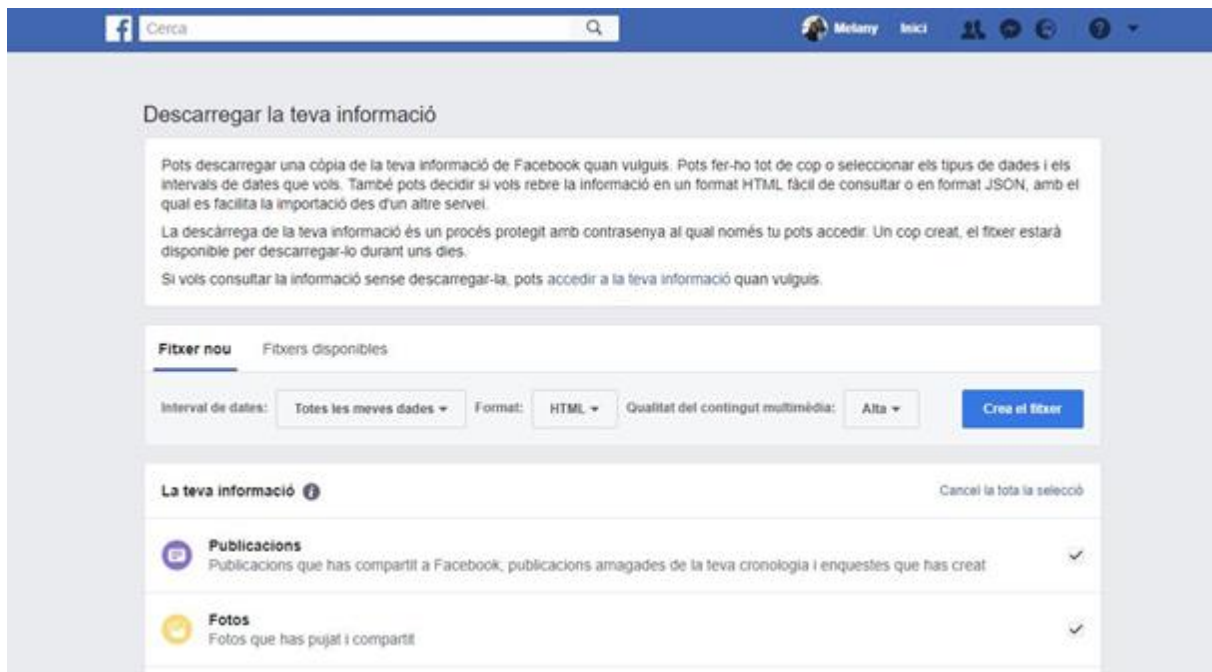 f Cerca Melany Inici
Descarregar la teva informació
Pots descarregar una còpia de la teva informació de Facebook quan vulguis. Pots fer-ho tot de cop o seleccionar els tipus de dades i els
intervals de dates que vols. També pots decidir si vols rebre la informació en un format HTML fàcil de consultar o en format JSON, amb el
qual es facilita la importació des d'un altre servei.
La descàrrega de la teva informació és un procés protegit amb contrasenya al qual només tu pots accedir. Un cop creat, el fitxer estarà
disponible per descarregar-lo durant uns dies.
Si vols consultar la informació sense descarregar-la, pots accedir a la teva informació quan vulguis.
Fitxer nou Fitxers disponibles
Interval de dates: Totes les meves dades Format: HTML Qualitat del contingut multimèdia: Alta Crea el fitxer
La teva informació Cancel la tota la selecció
Publicacions
Publicacions que has compartit a Facebook, publicacions amagades de la teva cronologia i enquestes que has creat
Fotos
Fotos que has pujat i compartit